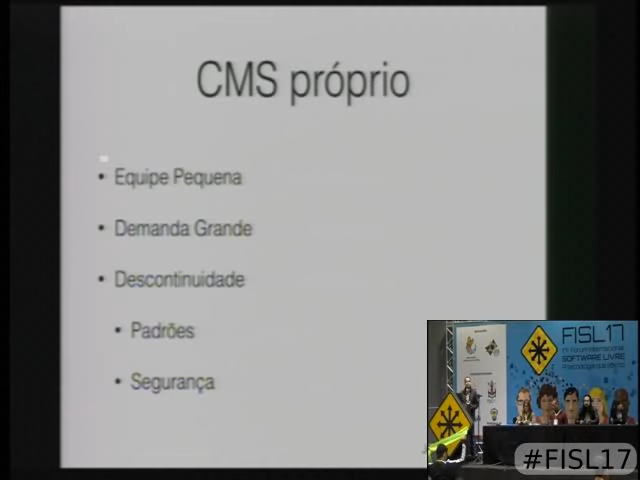 CMS próprio
• Equipe Pequena
• Demanda Grande
• Descontinuidade
• Padrões
• Segurança
FISL17
SOFTWARE LIVRE
#FISL17